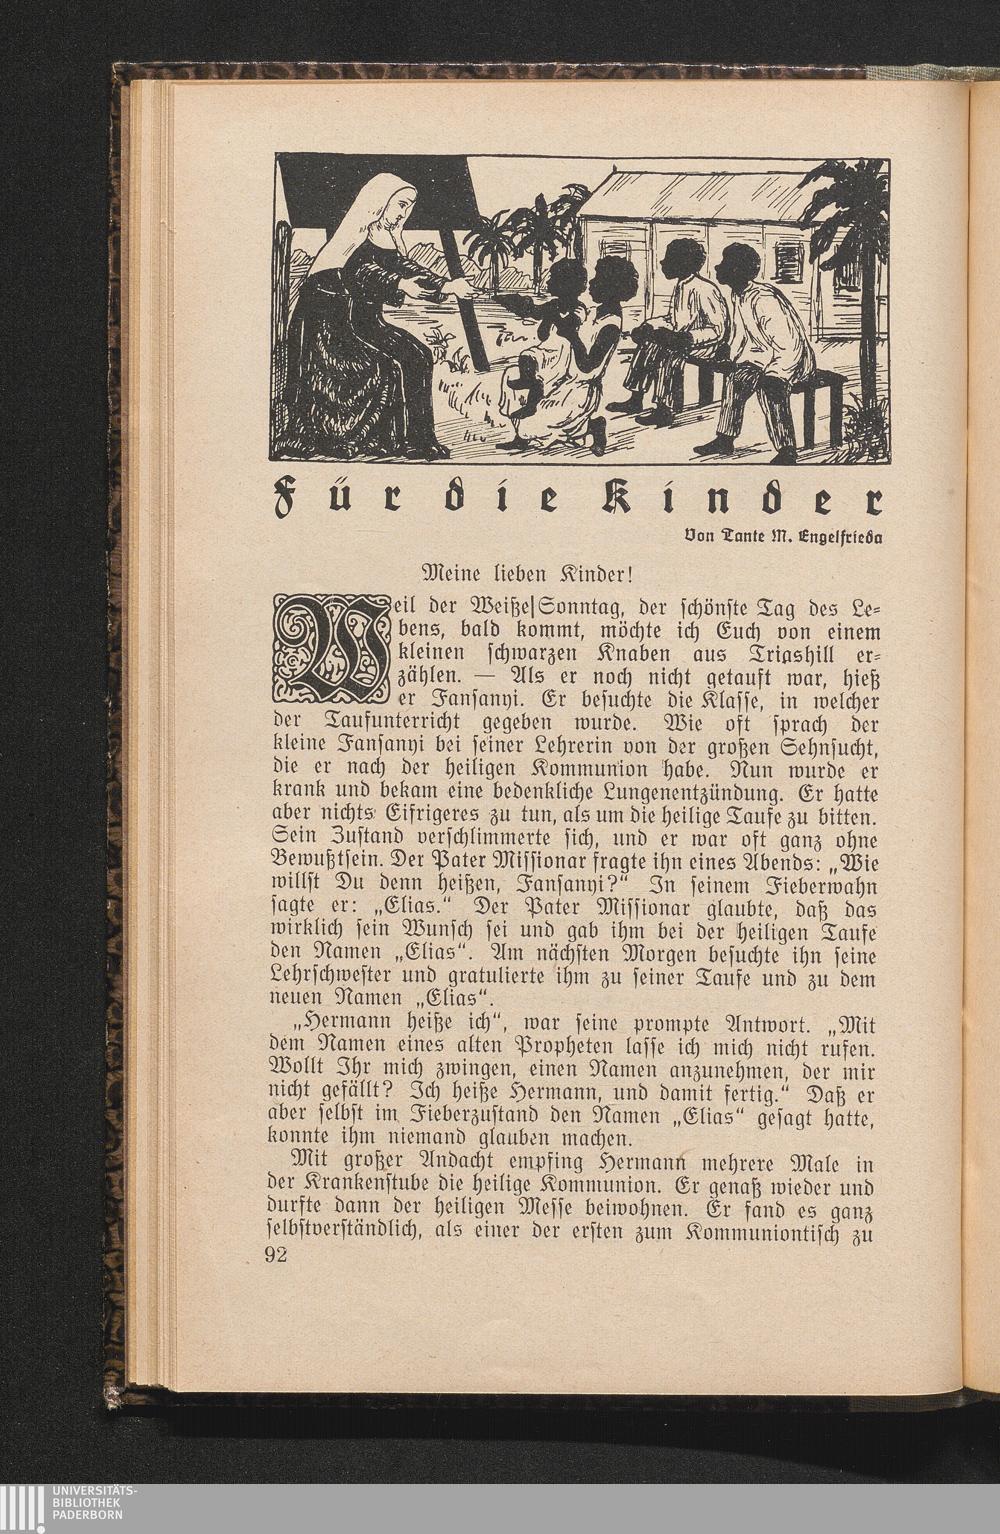 Für die Kinder
Von Tante M. Engelfrieda
Meine lieben Kinder!
Weil der Weiße Sonntag, der schönste Tag des Le-
bens, bald kommt, möchte ich Euch von einem
kleinen schwarzen Knaben aus Triashill er-
zählen. — Als er noch nicht getauft war, hieß
er Fansanyi. Er besuchte die Klasse, in welcher
der Taufunterricht gegeben wurde. Wie oft sprach der
kleine Fansanyi bei seiner Lehrerin von der großen Sehnsucht,
die er nach der heiligen Kommunion habe. Nun wurde er
krank und bekam eine bedenkliche Lungenentzündung. Er hatte
aber nichts Eifrigeres zu tun, als um die heilige Taufe zu bitten.
Sein Zustand verschlimmerte sich, und er war oft ganz ohne
Bewußtsein. Der Pater Missionar fragte ihn eines Abends: „Wie
willst Du denn heißen, Fansanyi?“ In seinem Fieberwahn
sagte er: „Elias.“ Der Pater Missionar glaubte, daß das
wirklich sein Wunsch sei und gab ihm bei der heiligen Taufe
den Namen „Elias“. Am nächsten Morgen besuchte ihn seine
Lehrschwester und gratulierte ihm zu seiner Taufe und zu dem
neuen Namen „Elias“.
„Hermann heiße ich“, war seine prompte Antwort. „Mit
dem Namen eines alten Propheten lasse ich mich nicht rufen.
Wollt Ihr mich zwingen, einen Namen anzunehmen, der mir
nicht gefällt? Ich heiße Hermann, und damit fertig.“ Daß er
aber selbst im Fieberzustand den Namen „Elias“ gesagt hatte,
konnte ihm niemand glauben machen.
Mit großer Andacht empfing Hermann mehrere Male in
der Krankenstube die heilige Kommunion. Er genaß wieder und
durfte dann der heiligen Messe beiwohnen. Er fand es ganz
selbstverständlich, als einer der ersten zum Kommuniontisch zu
92
UNIVERSITÄTS-
BIBLIOTHEK
PADERBORN